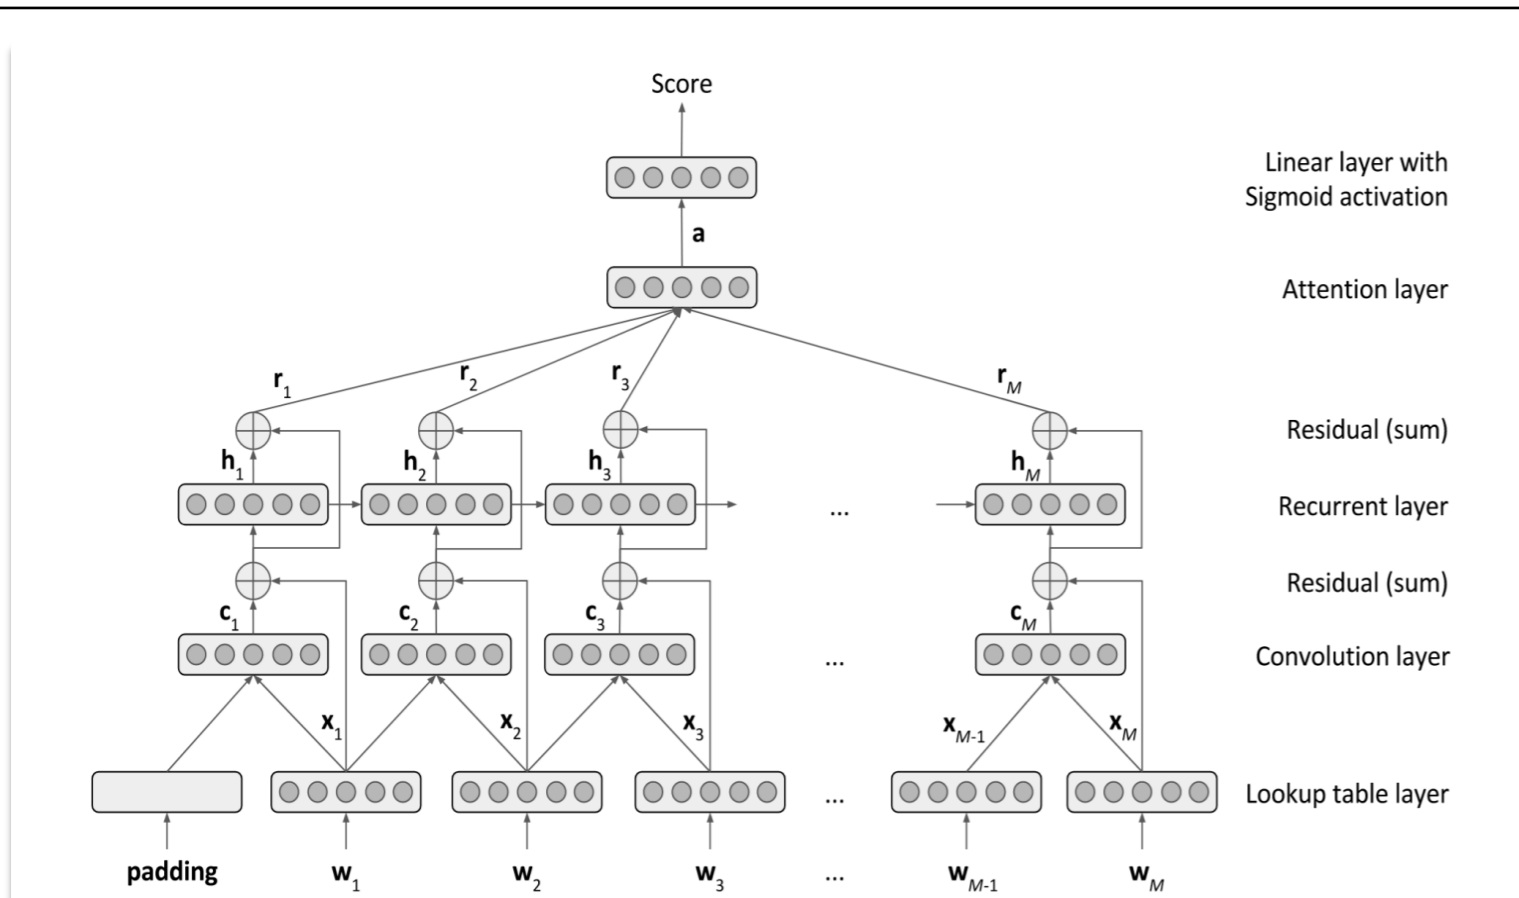 Score
Linear layer with
Sigmoid activation
a
Attention layer
r1 r2 r3 rM
Residual (sum)
h1 h2 h3 hM
... Recurrent layer
Residual (sum)
c1 c2 c3 cM
... Convolution layer
x1 x2 x3 xM-1 xM
... Lookup table layer
padding w1 w2 w3 ... wM-1 wM